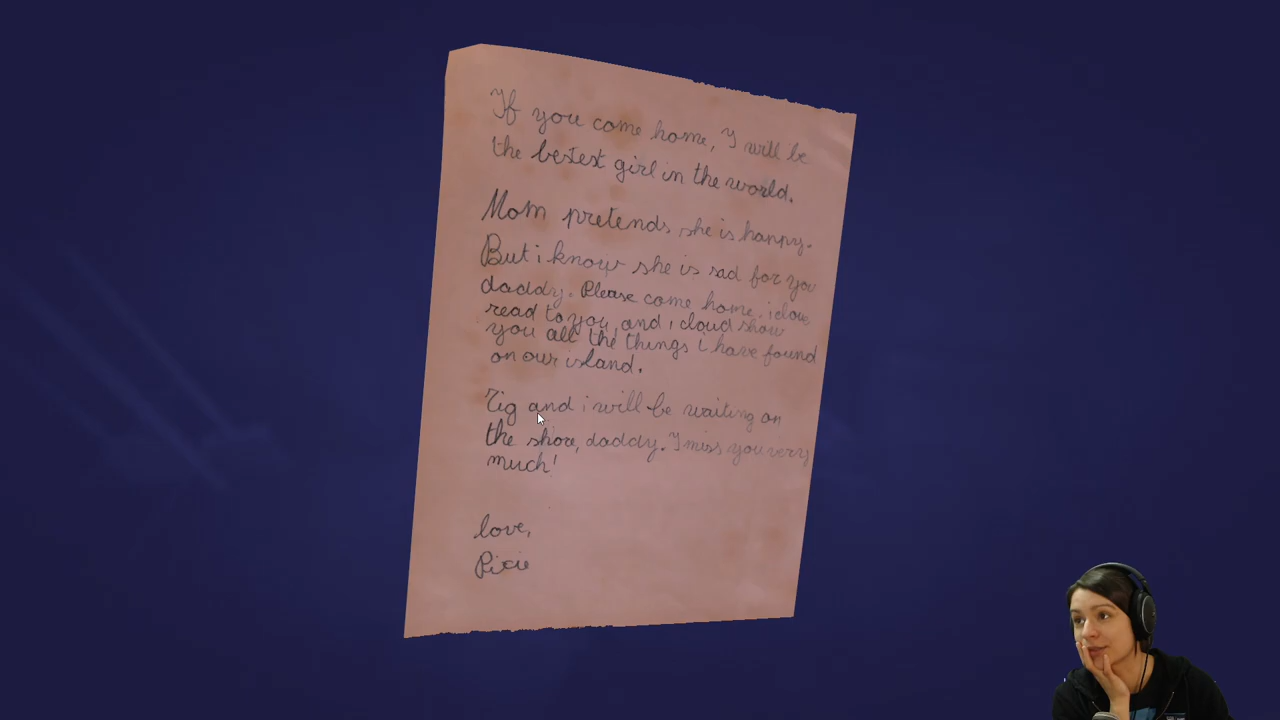 If you come home, I will be
the bestest girl in the world.
Mom pretends she is happy.
But i know she is sad for you
daddy. Please come home. i cloud
read to you, and i cloud show
you all the things i have found
on our island.
Tig and i will be waiting on
the shore, daddy. I miss you very
much!
love,
Pixie